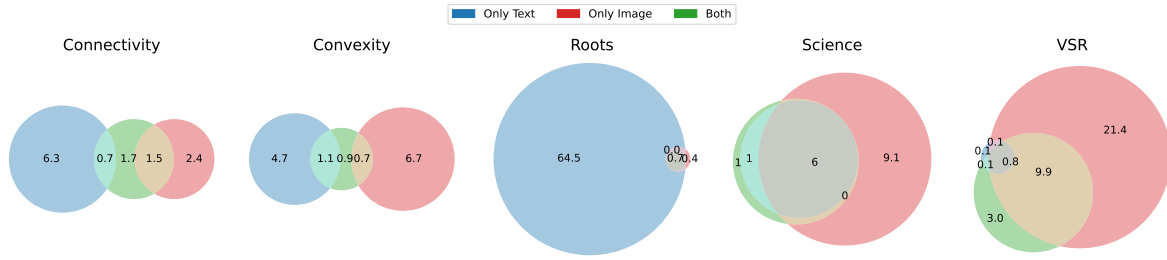 Only Text Only Image Both
Connectivity Convexity Roots Science VSR
6.3 0.7 1.7 1.5 2.4
4.7 1.1 0.9 0.7 6.7
64.5 0.0 0.7 0.4
1 1 6 0 9.1
0.1 0.1 0.1 0.8 9.9 3.0 21.4